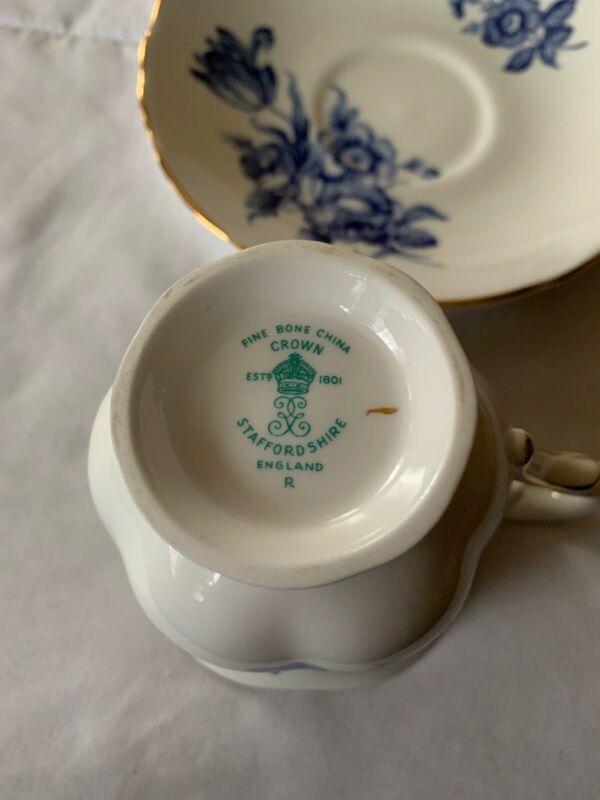 FINE BONE CHINA
CROWN
ESTD 1801
STAFFORDSHIRE
ENGLAND
R